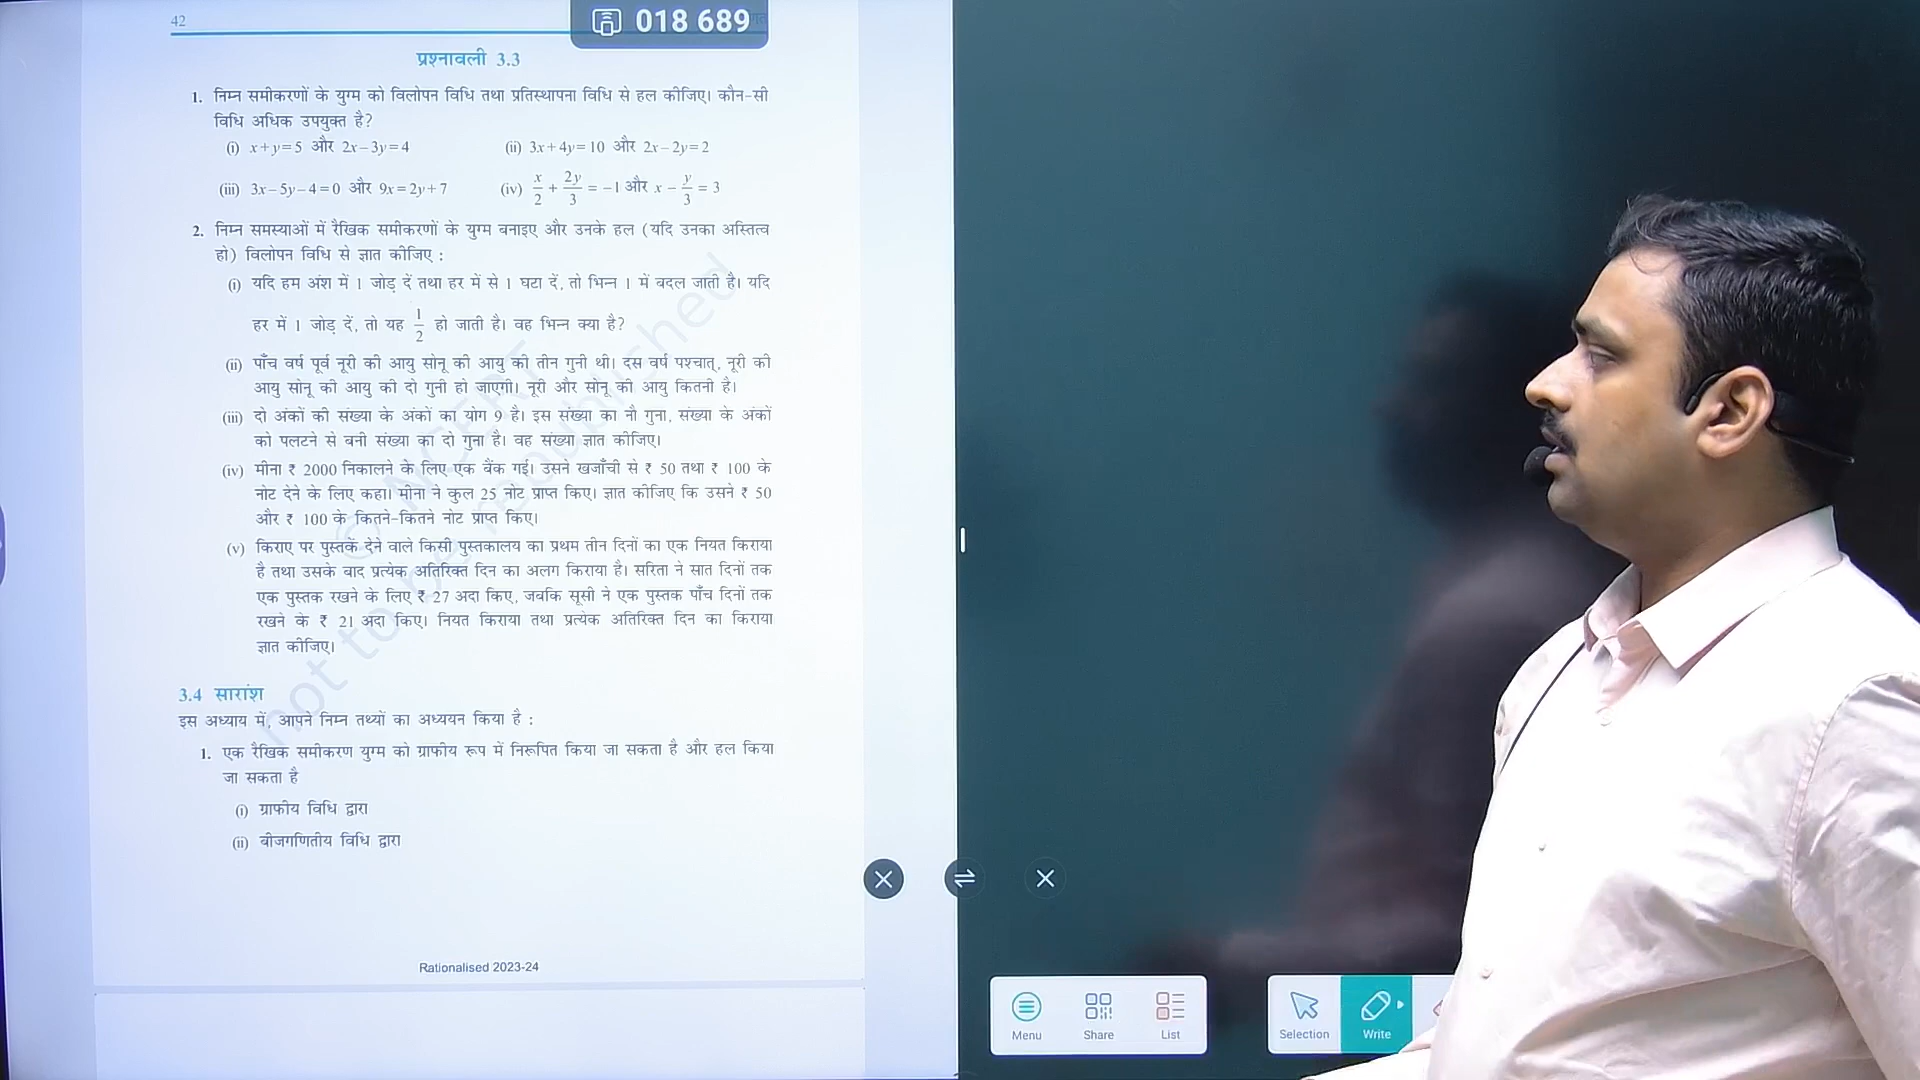 42
018 689
प्रश्नावली 3.3
1. निम्न समीकरणों के युग्म को विलोपन विधि तथा प्रतिस्थापना विधि से हल कीजिए। कौन-सी
विधि अधिक उपयुक्त है?
(i) x+y=5 और 2x–3y=4 (ii) 3x+4y=10 और 2x–2y=2
(iii) 3x–5y–4=0 और 9x=2y+7 (iv) x/2 + 2y/3 = –1 और x – y/3 = 3
2. निम्न समस्याओं में रैखिक समीकरणों के युग्म बनाइए और उनके हल (यदि उनका अस्तित्व
हो) विलोपन विधि से ज्ञात कीजिए :
(i) यदि हम अंश में 1 जोड़ दें तथा हर में से 1 घटा दें, तो भिन्न 1 में बदल जाती है। यदि
हर में 1 जोड़ दें, तो यह 1/2 हो जाती है। वह भिन्न क्या है?
(ii) पाँच वर्ष पूर्व नूरी की आयु सोनू की आयु की तीन गुनी थी। दस वर्ष पश्चात्, नूरी की
आयु सोनू की आयु की दो गुनी हो जाएगी। नूरी और सोनू की आयु कितनी है।
(iii) दो अंकों की संख्या के अंकों का योग 9 है। इस संख्या का नौ गुना, संख्या के अंकों
को पलटने से बनी संख्या का दो गुना है। वह संख्या ज्ञात कीजिए।
(iv) मीना ₹ 2000 निकालने के लिए एक बैंक गई। उसने खजाँची से ₹ 50 तथा ₹ 100 के
नोट देने के लिए कहा। मीना ने कुल 25 नोट प्राप्त किए। ज्ञात कीजिए कि उसने ₹ 50
और ₹ 100 के कितने-कितने नोट प्राप्त किए।
(v) किराए पर पुस्तकें देने वाले किसी पुस्तकालय का प्रथम तीन दिनों का एक नियत किराया
है तथा उसके बाद प्रत्येक अतिरिक्त दिन का अलग किराया है। सरिता ने सात दिनों तक
एक पुस्तक रखने के लिए ₹ 27 अदा किए, जबकि सूसी ने एक पुस्तक पाँच दिनों तक
रखने के ₹ 21 अदा किए। नियत किराया तथा प्रत्येक अतिरिक्त दिन का किराया
ज्ञात कीजिए।
© NCERT
not to be republished
3.4 सारांश
इस अध्याय में, आपने निम्न तथ्यों का अध्ययन किया है :
1. एक रैखिक समीकरण युग्म को ग्राफीय रूप में निरूपित किया जा सकता है और हल किया
जा सकता है
(i) ग्राफीय विधि द्वारा
(ii) बीजगणितीय विधि द्वारा
Rationalised 2023-24
Menu Share List Selection Write